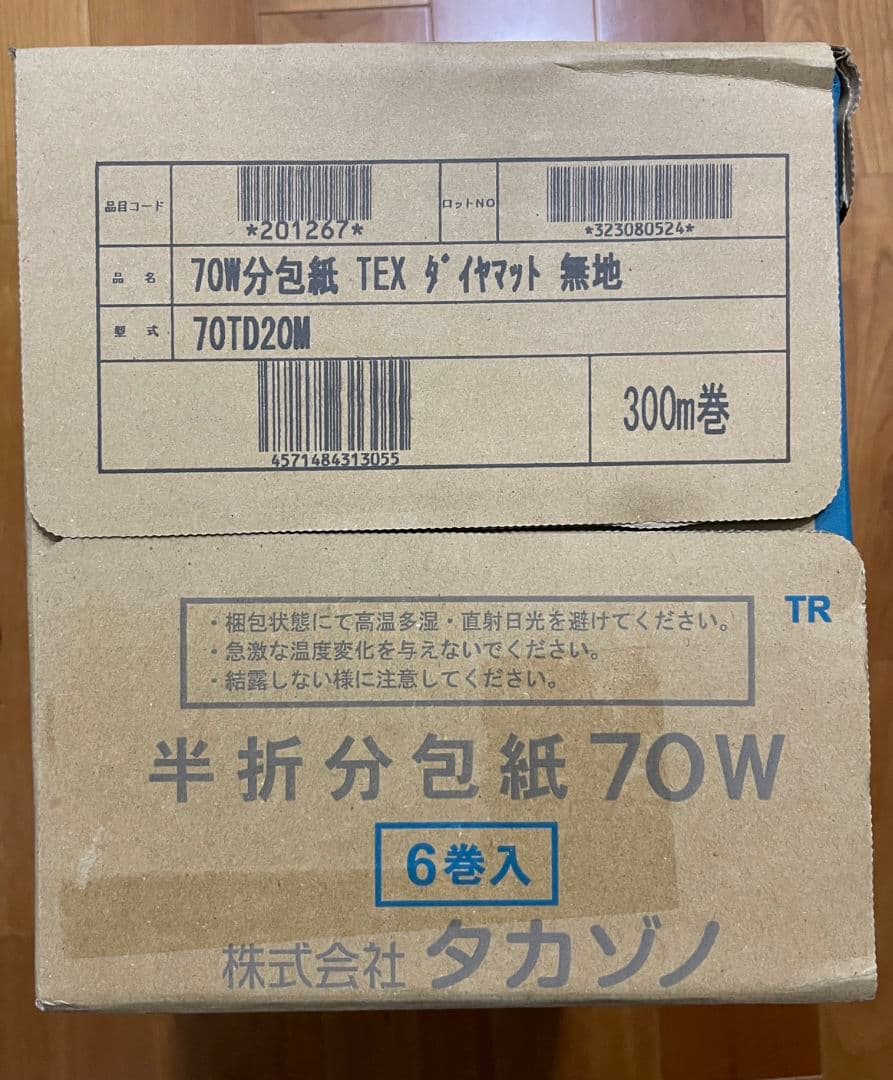 品目コード
*201267*
ロットNO
*323080524*
品 名
70W分包紙 TEX ダイヤマット 無地
型 式
70TD20M
4571484313055
300m巻
・梱包状態にて高温多湿・直射日光を避けてください。
・急激な温度変化を与えないでください。
・結露しない様に注意してください。
TR
半折分包紙70W
6巻入
株式会社 タカゾノ